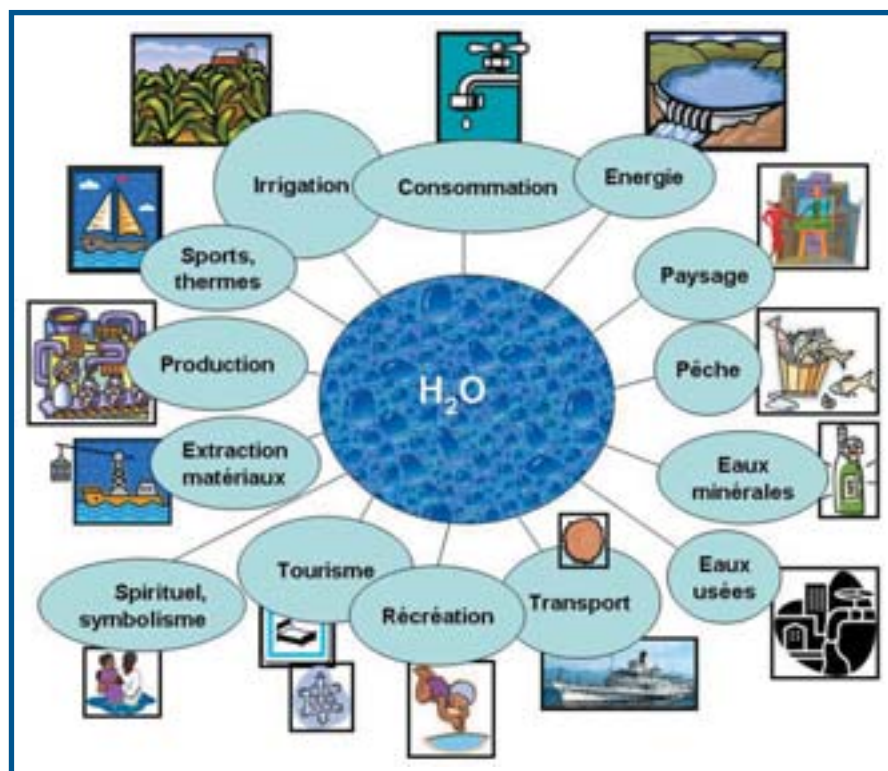 Irrigation
Consommation
Energie
Sports,
thermes
Paysage
Production
H₂O
Pêche
Extraction
matériaux
Eaux
minérales
Spirituel,
symbolisme
Tourisme
Récréation
Transport
Eaux
usées